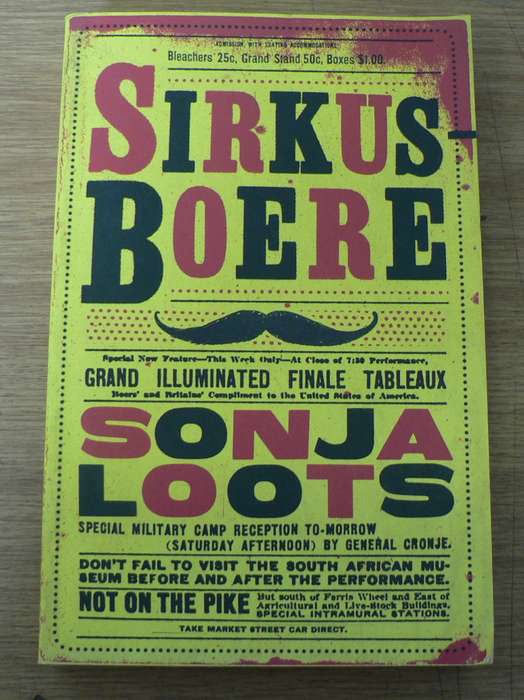 ADMISSION, WITH SEATING ACCOMMODATIONS.
Bleachers 25c, Grand Stand 50c, Boxes $1.00.
SIRKUS-
BOERE
Special New Feature—This Week Only—At Close of 7:30 Performance,
GRAND ILLUMINATED FINALE TABLEAUX
Boers' and Britains' Compliment to the United States of America.
SONJA
LOOTS
SPECIAL MILITARY CAMP RECEPTION TO-MORROW
(SATURDAY AFTERNOON) BY GENERAL CRONJE.
DON'T FAIL TO VISIT THE SOUTH AFRICAN MU-
SEUM BEFORE AND AFTER THE PERFORMANCE.
NOT ON THE PIKE
But south of Ferris Wheel and East of
Agricultural and Live-Stock Buildings.
SPECIAL INTRAMURAL STATIONS.
TAKE MARKET STREET CAR DIRECT.